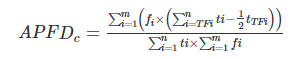 $APFD_c = \frac{\sum_{i=1}^{m}\left(f_i \times \left(\sum_{i=TFi}^{n} ti - \frac{1}{2} t_{TFi}\right)\right)}{\sum_{i=1}^{n} ti \times \sum_{i=1}^{m} fi}$